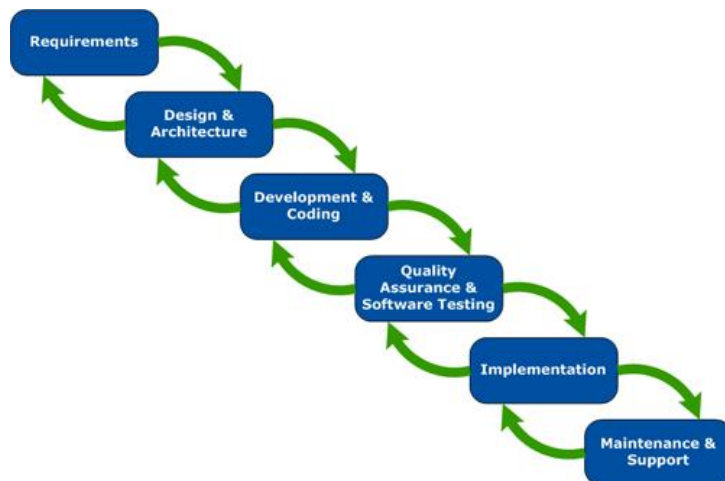 Requirements
Design &
Architecture
Development &
Coding
Quality
Assurance &
Software Testing
Implementation
Maintenance &
Support